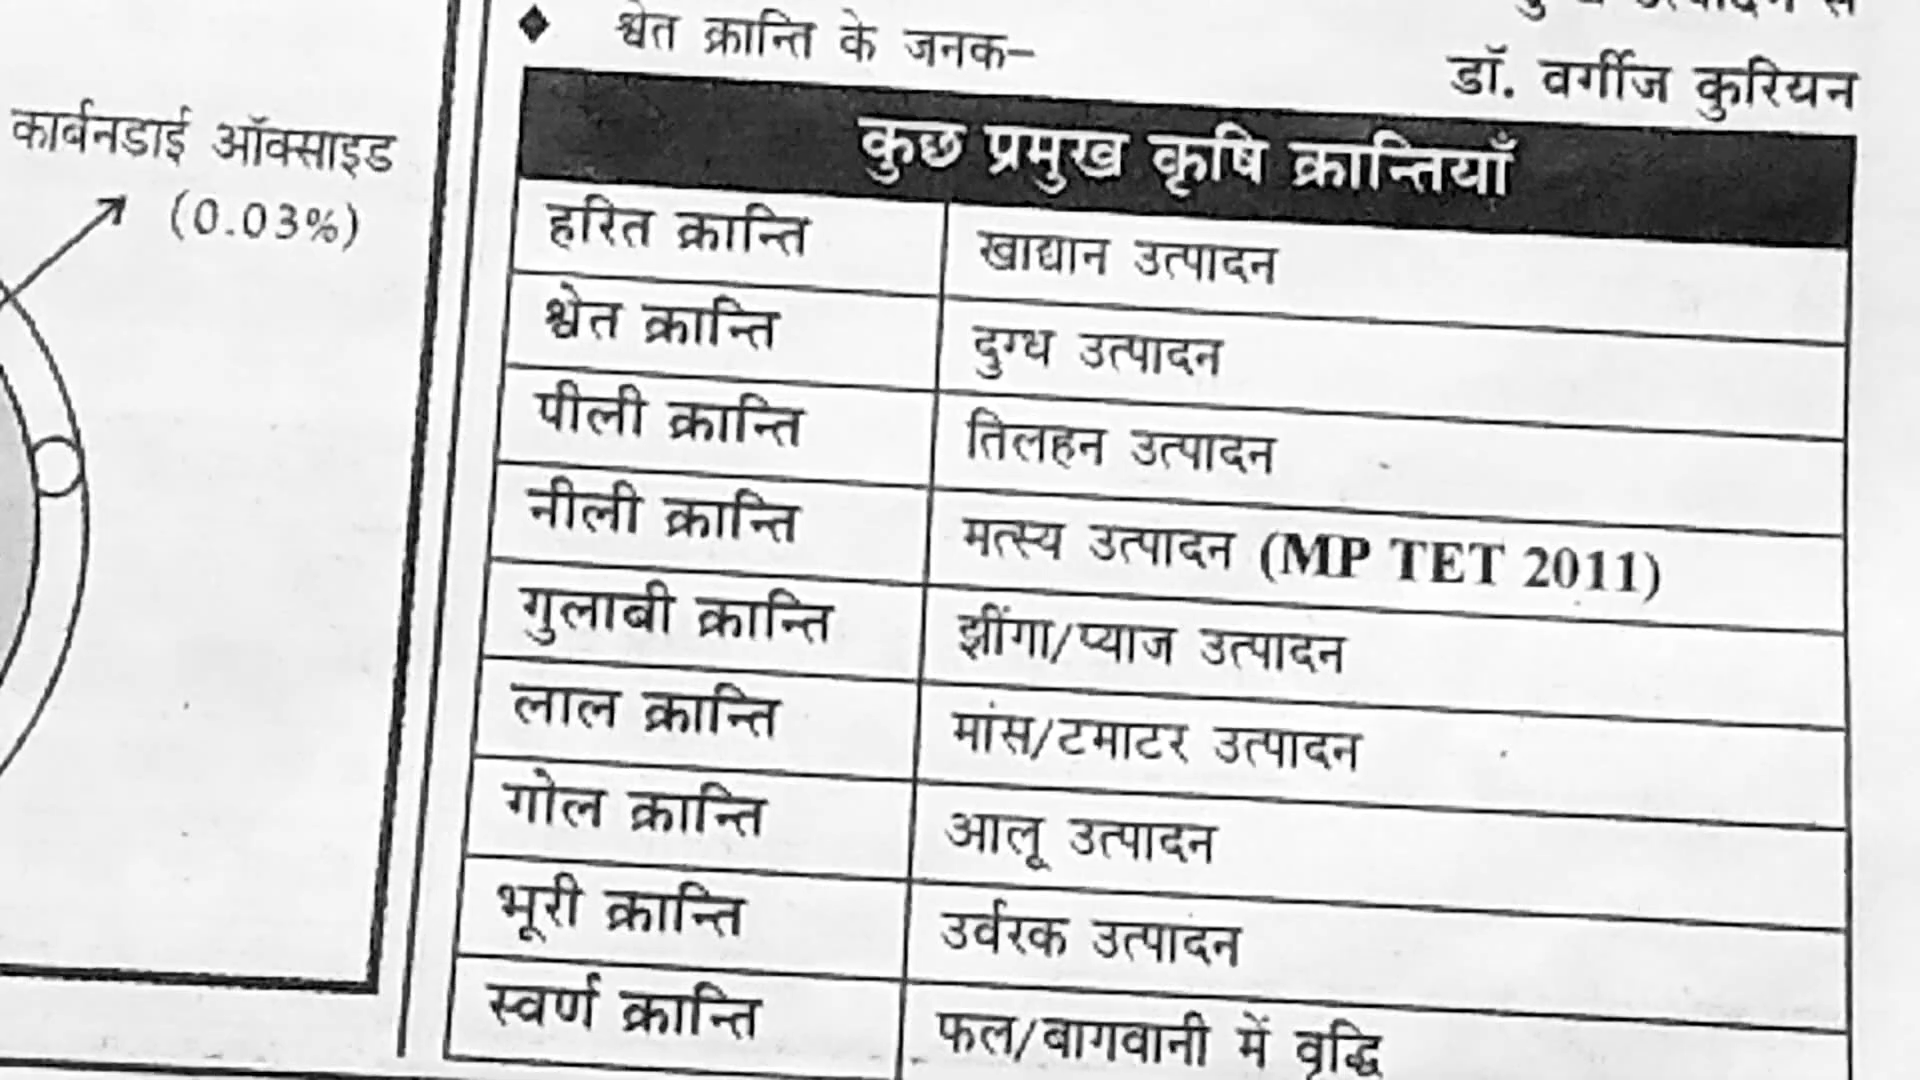 कार्बनडाई ऑक्साइड
(0.03%)
◆ श्वेत क्रान्ति के जनक–
डॉ. वर्गीज कुरियन
कुछ प्रमुख कृषि क्रान्तियाँ
हरित क्रान्ति खाद्यान उत्पादन
श्वेत क्रान्ति दुग्ध उत्पादन
पीली क्रान्ति तिलहन उत्पादन
नीली क्रान्ति मत्स्य उत्पादन (MP TET 2011)
गुलाबी क्रान्ति झींगा/प्याज उत्पादन
लाल क्रान्ति मांस/टमाटर उत्पादन
गोल क्रान्ति आलू उत्पादन
भूरी क्रान्ति उर्वरक उत्पादन
स्वर्ण क्रान्ति फल/बागवानी में वृद्धि